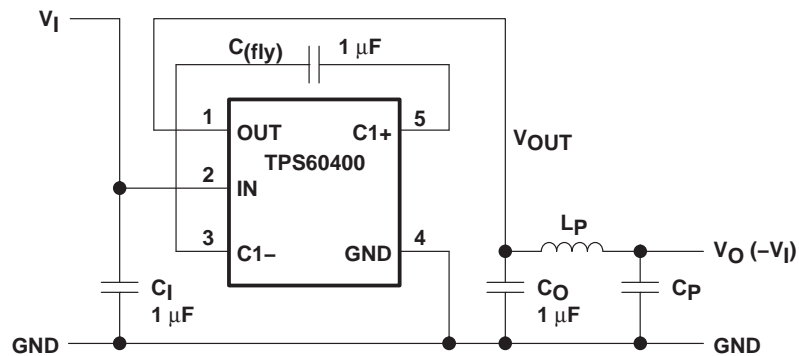 VI
C(fly) 1 μF
1 5
OUT C1+
TPS60400
VOUT
2
IN
LP
3 4
C1− GND
VO (−VI)
CI
1 μF
CO
1 μF
CP
GND GND